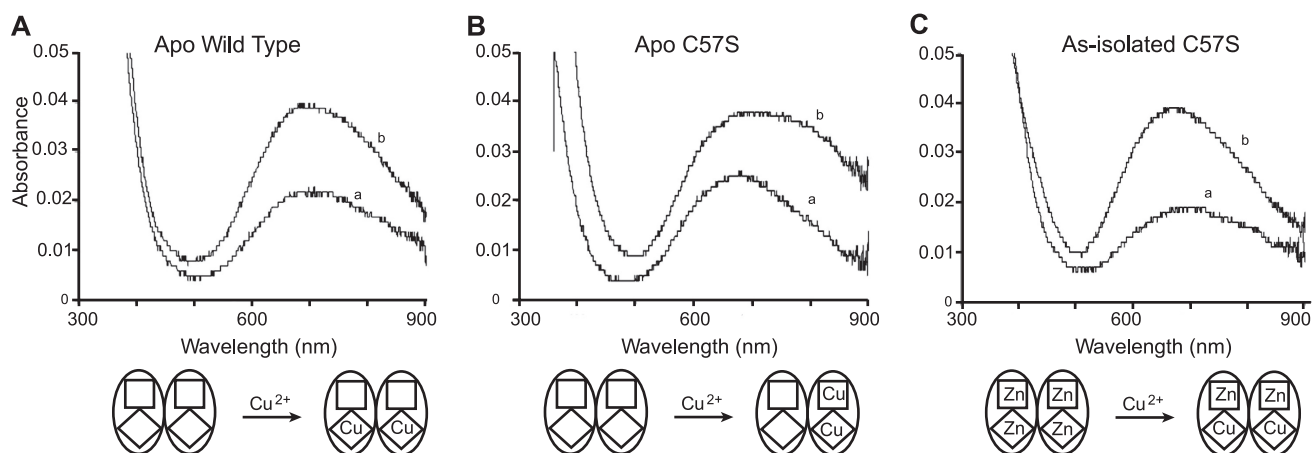 A
Apo Wild Type
0.05
0.04
0.03
0.02
0.01
0
Absorbance
b
a
300
600
900
Wavelength (nm)
Cu2+
Cu
Cu
B
Apo C57S
0.05
0.04
0.03
0.02
0.01
0
b
a
300
600
900
Wavelength (nm)
Cu2+
Cu
Cu
C
As-isolated C57S
0.05
0.04
0.03
0.02
0.01
0
b
a
300
600
900
Wavelength (nm)
Zn
Zn
Zn
Zn
Cu2+
Zn
Zn
Cu
Cu